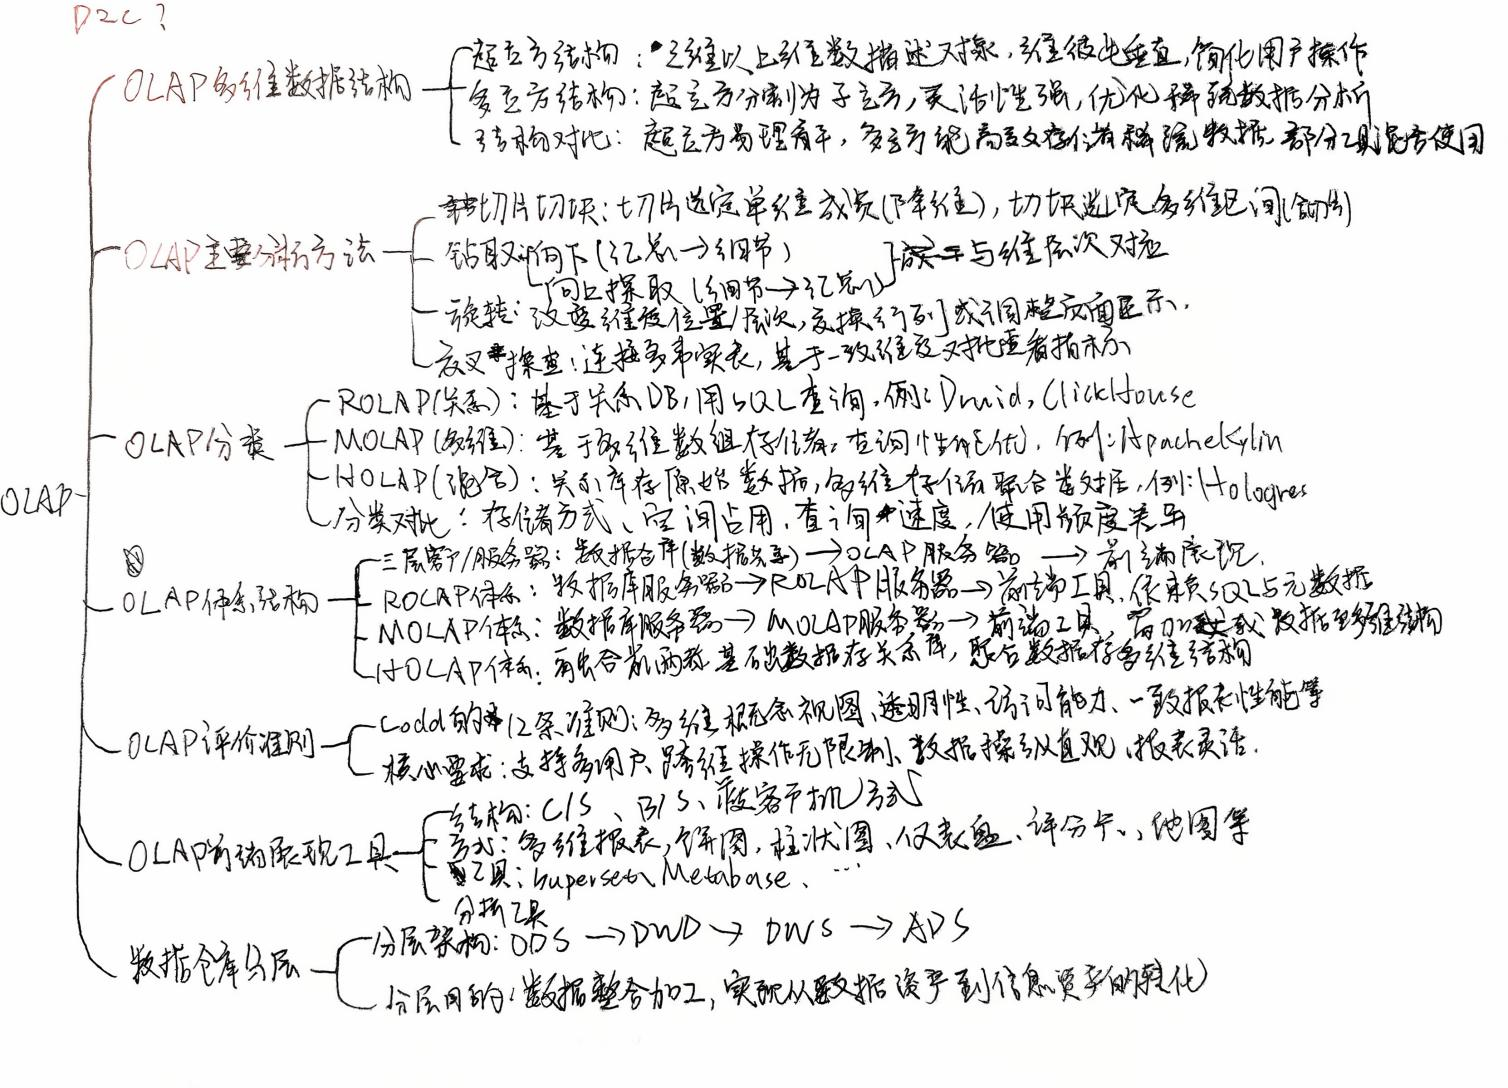 D2C?
OLAP
OLAP多维数据结构
超立方结构：三维以上维数描述对象，维彼此垂直，简化用户操作
多立方结构：超立方分割为子立方，灵活性强，优化稀疏数据分析
结构对比：超立方易理解，多立方能高效存储稀疏数据，部分工具混合使用
OLAP主要分析方法
切片切块：切片选定单维成员(降维)，切块选定多维区间
钻取 向下(汇总→细节)
向上探取(细节→汇总)
与维层次对应
旋转：改变维度位置/层次，交换行列或调整页面显示.
交叉探查：连接多事实表，基于一致维度对比查看指标
OLAP分类
ROLAP(关系)：基于关系DB，用SQL查询，例：Druid，ClickHouse
MOLAP(多维)：基于多维数组存储，查询性能优，例：ApacheKylin
HOLAP(混合)：关系库存原始数据，多维存储聚合类数据，例：Hologres
分类对比：存储方式、空间占用、查询速度，使用频度差异
OLAP体系结构
三层客户/服务器：数据仓库(数据关系)→OLAP服务器→前端展现.
ROLAP体系：数据库服务器→ROLAP服务器→前端工具，依赖SQL与元数据
MOLAP体系：数据库服务器→MOLAP服务器→前端工具，数据至多维结构
HOLAP体系：融合前两者，基础数据存关系库，聚合数据存多维结构
OLAP评价准则
Codd的12条准则：多维概念视图、透明性、访问能力、一致报表性能等
核心要求：支持多用户、跨维操作无限制、数据操纵直观、报表灵活.
OLAP前端展现工具
结构：C/S、B/S、胖客户机方式
方式：多维报表，饼图，柱状图、仪表盘、评分卡、地图等
工具：Superset、Metabase、…
分析工具
数据仓库分层
分层架构：ODS→DWD→DWS→ADS
分层目的：数据整合加工，实现从数据资产到信息资产的转化